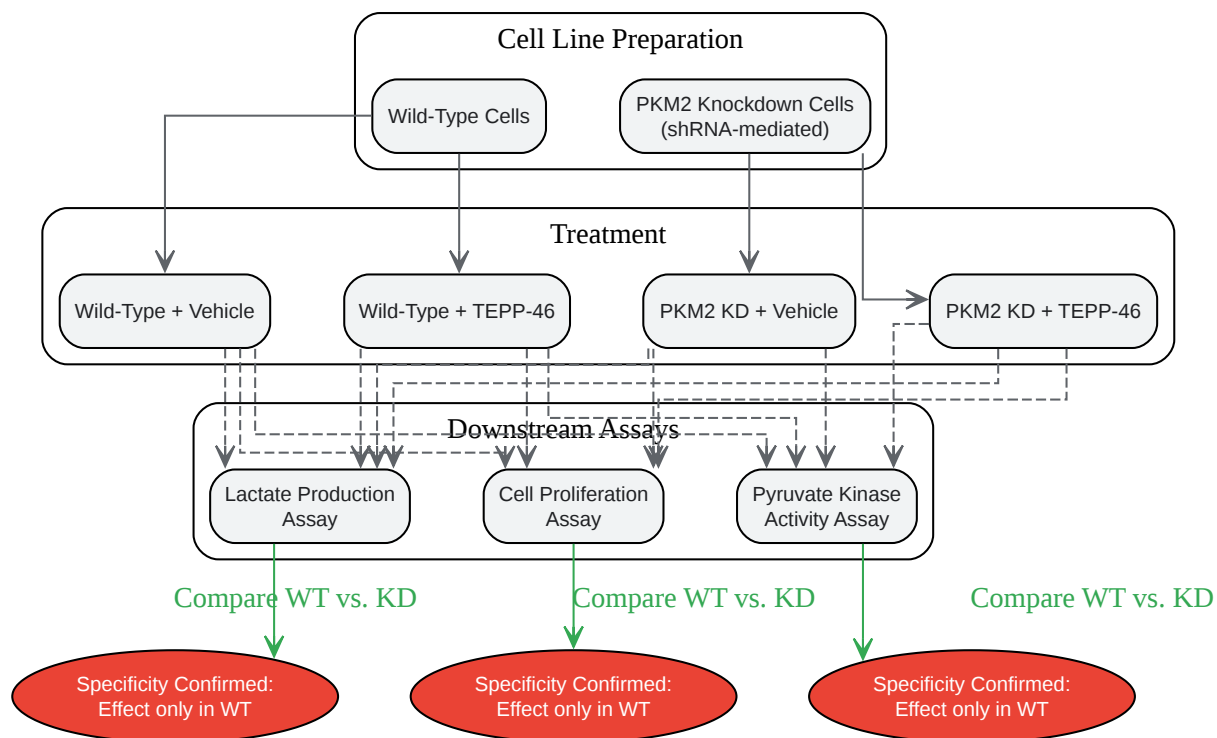 Cell Line Preparation
Wild-Type Cells
PKM2 Knockdown Cells
(shRNA-mediated)
Treatment
Wild-Type + Vehicle
Wild-Type + TEPP-46
PKM2 KD + Vehicle
PKM2 KD + TEPP-46
Downstream Assays
Lactate Production
Assay
Cell Proliferation
Assay
Pyruvate Kinase
Activity Assay
Compare WT vs. KD
Compare WT vs. KD
Compare WT vs. KD
Specificity Confirmed:
Effect only in WT
Specificity Confirmed:
Effect only in WT
Specificity Confirmed:
Effect only in WT